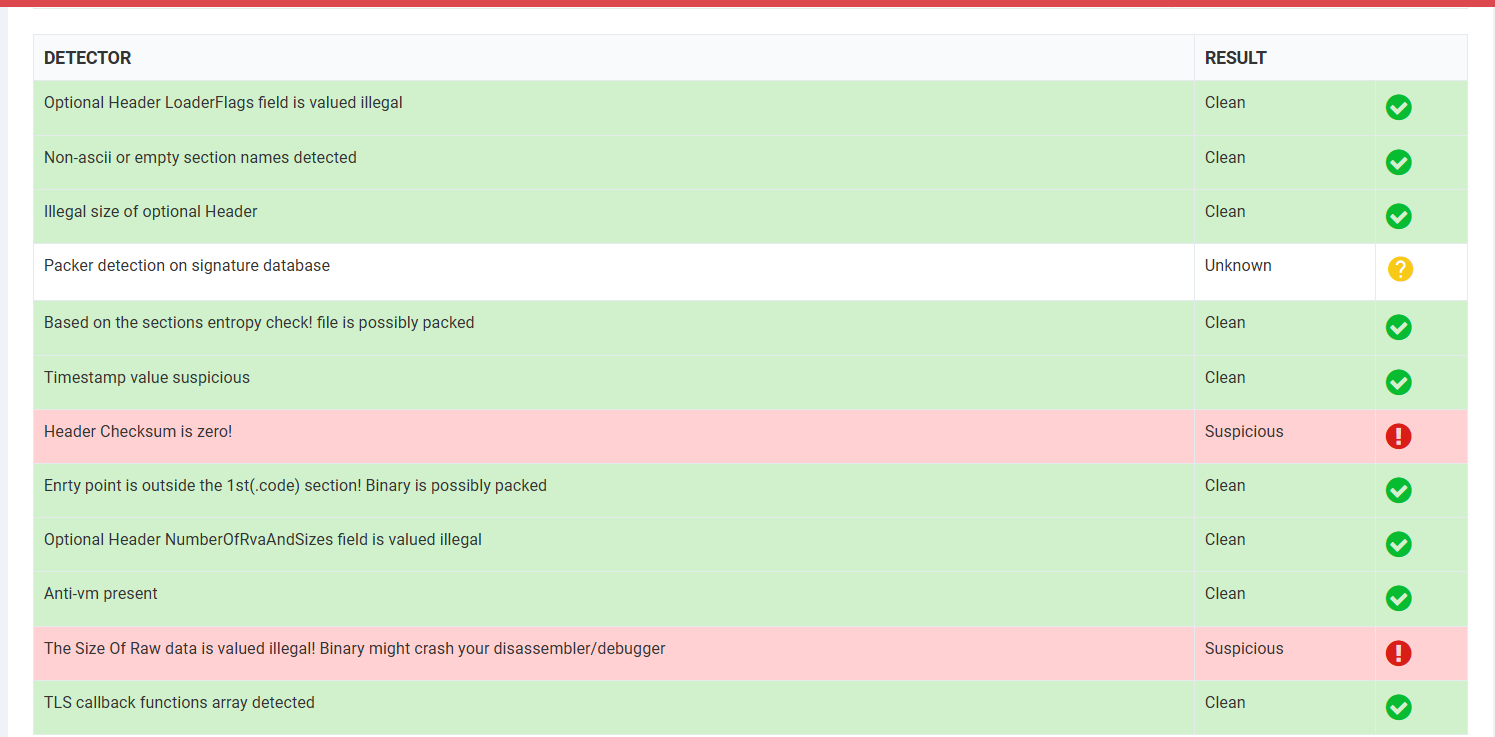 DETECTOR RESULT
Optional Header LoaderFlags field is valued illegal Clean
Non-ascii or empty section names detected Clean
Illegal size of optional Header Clean
Packer detection on signature database Unknown
Based on the sections entropy check! file is possibly packed Clean
Timestamp value suspicious Clean
Header Checksum is zero! Suspicious
Enrty point is outside the 1st(.code) section! Binary is possibly packed Clean
Optional Header NumberOfRvaAndSizes field is valued illegal Clean
Anti-vm present Clean
The Size Of Raw data is valued illegal! Binary might crash your disassembler/debugger Suspicious
TLS callback functions array detected Clean